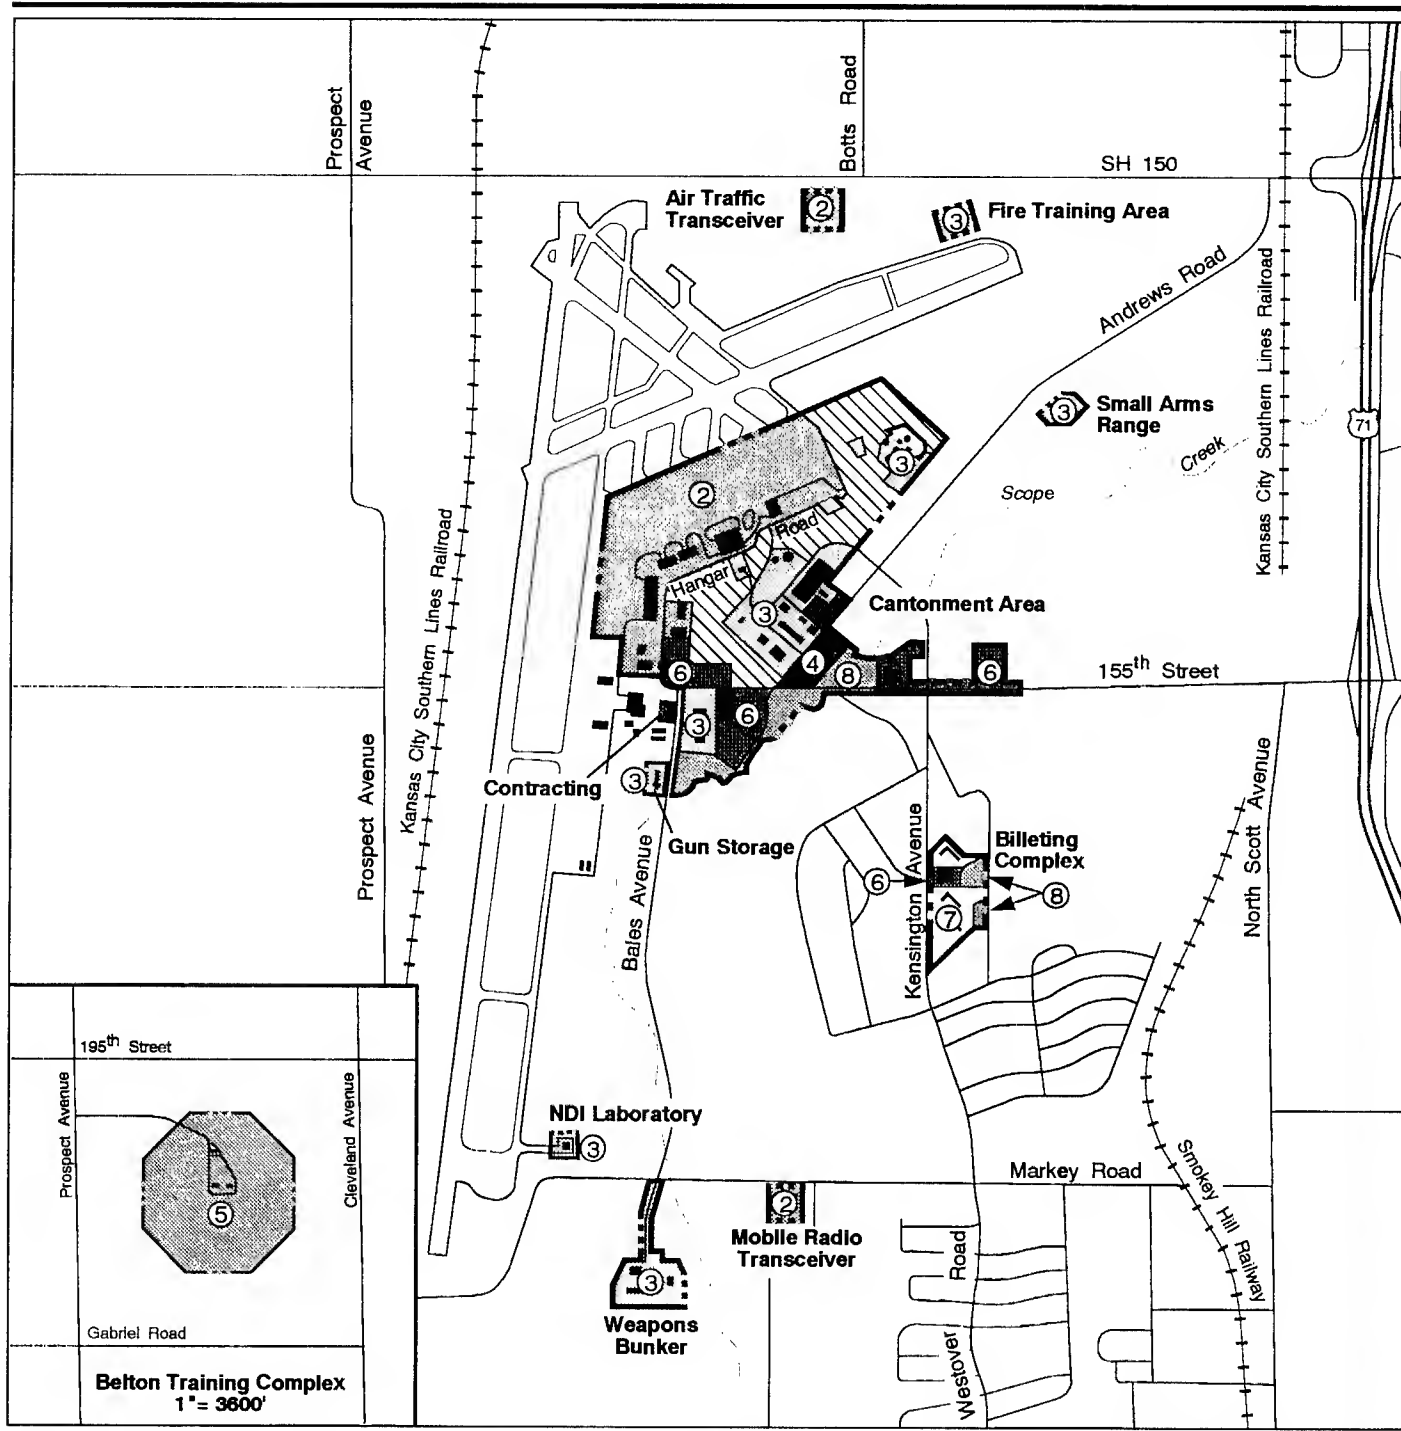 Prospect
Avenue
Botts Road
SH 150
Air Traffic
Transceiver
2
3
Fire Training Area
Andrews Road
Kansas City Southern Lines Railroad
71
3
Small Arms
Range
Creek
Scope
3
2
Road
Hangar
3
Cantonment Area
Kansas City Southern Lines Railroad
6
4
8
6
155th Street
3
6
Prospect Avenue
Contracting
3
Gun Storage
Bales Avenue
Kensington Avenue
North Scott Avenue
Billeting
Complex
6
8
7
195th Street
Prospect Avenue
Cleveland Avenue
5
Gabriel Road
Belton Training Complex
1"= 3600'
NDI Laboratory
3
Markey Road
Smokey Hill Railway
2
Mobile Radio
Transceiver
Westover Road
3
Weapons
Bunker